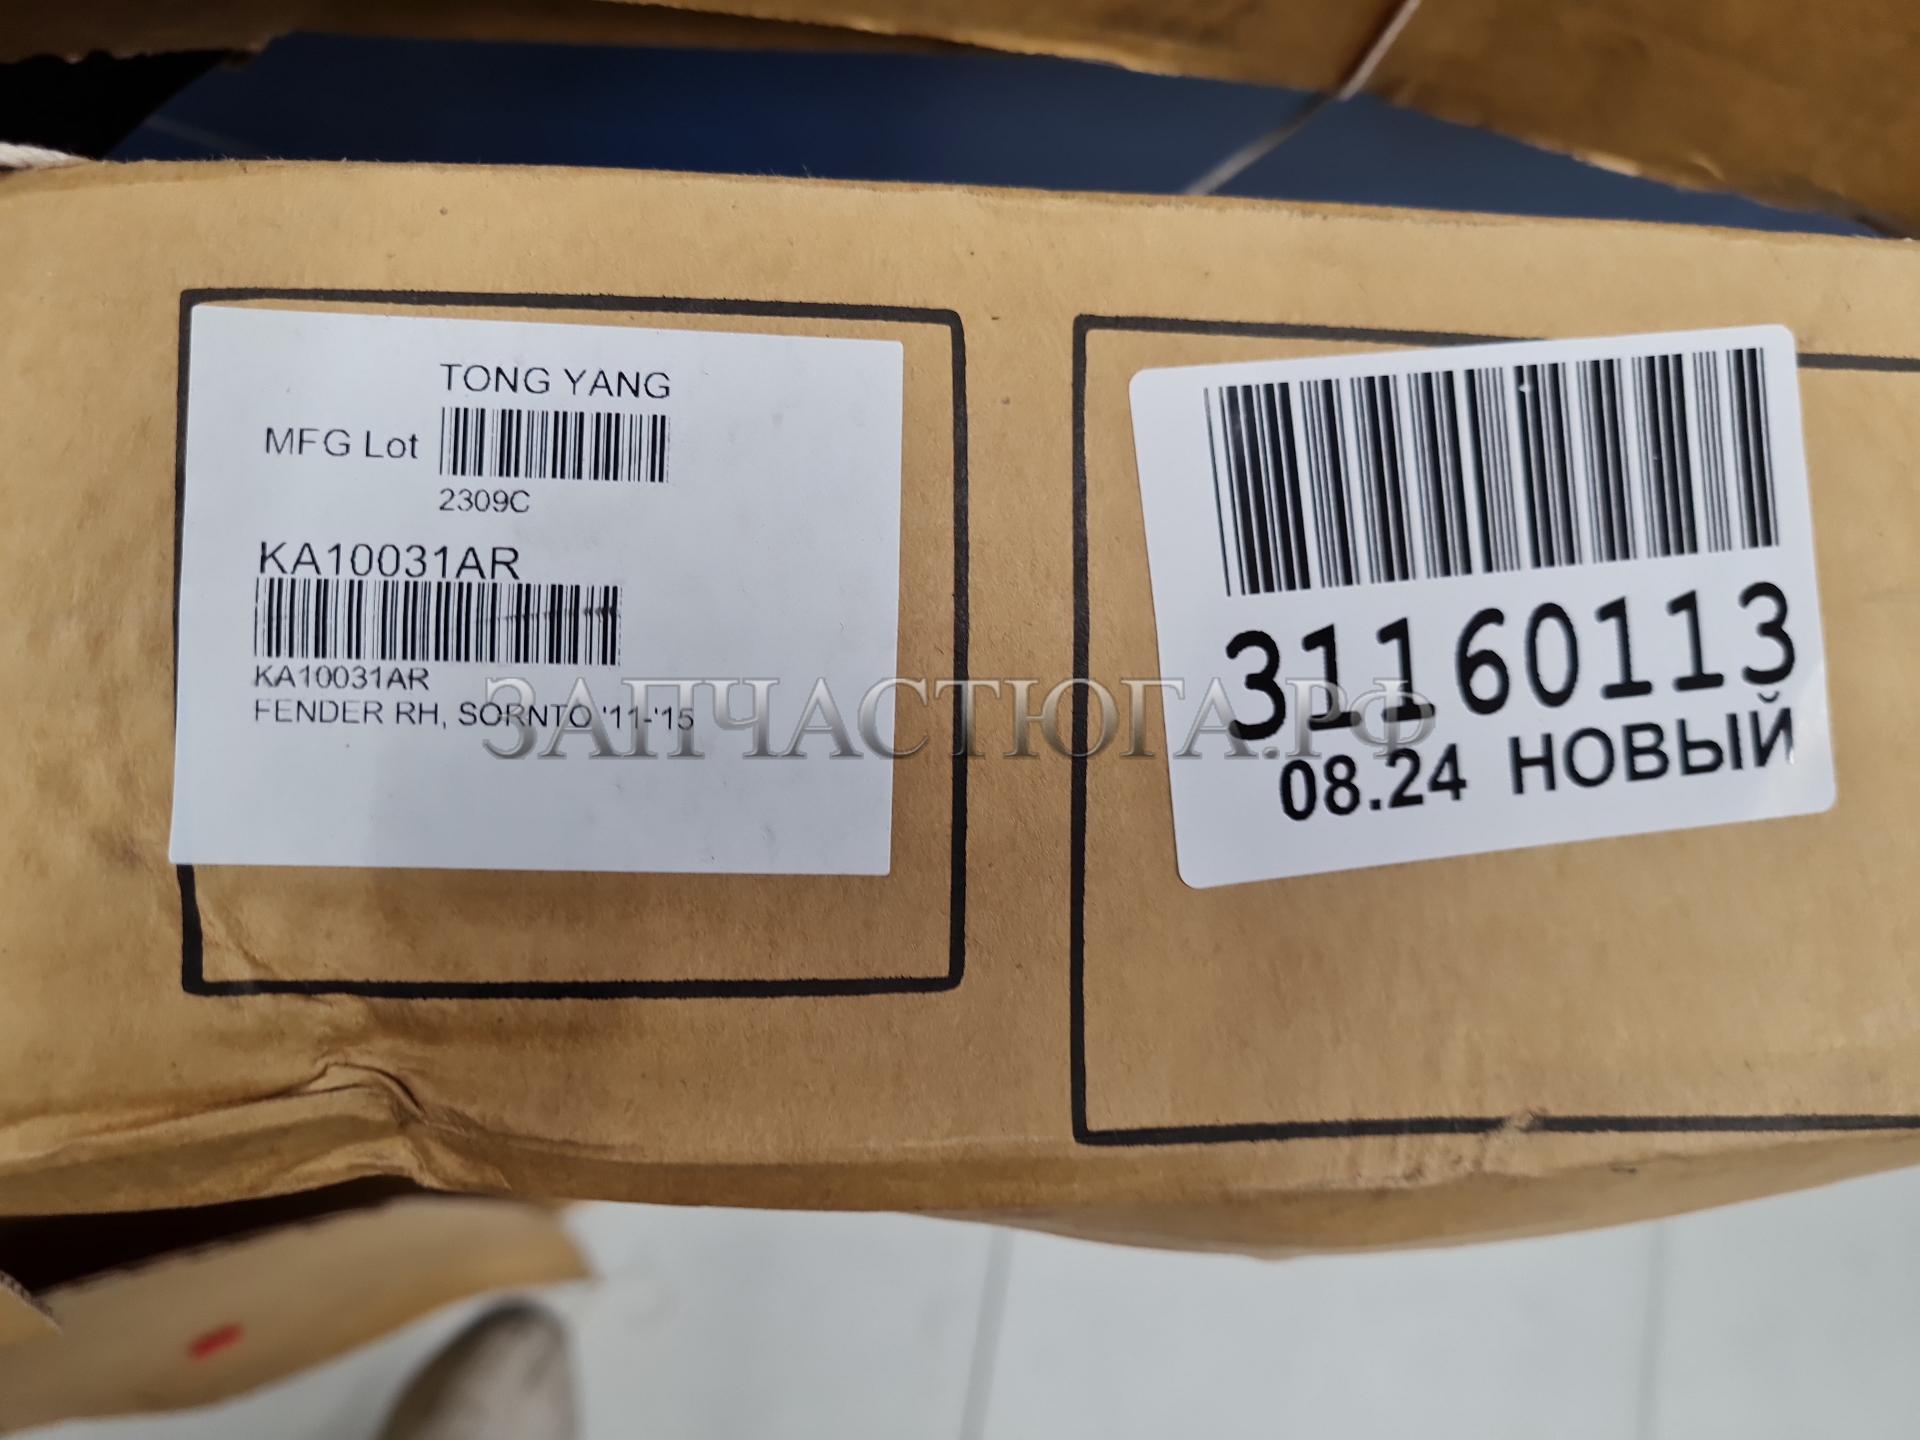 TONG YANG
MFG Lot
2309C
KA10031AR
KA10031AR
FENDER RH, SORNTO '11-'15
31160113
08.24 НОВЫЙ
ЗАПЧАСТЮГА.РФ